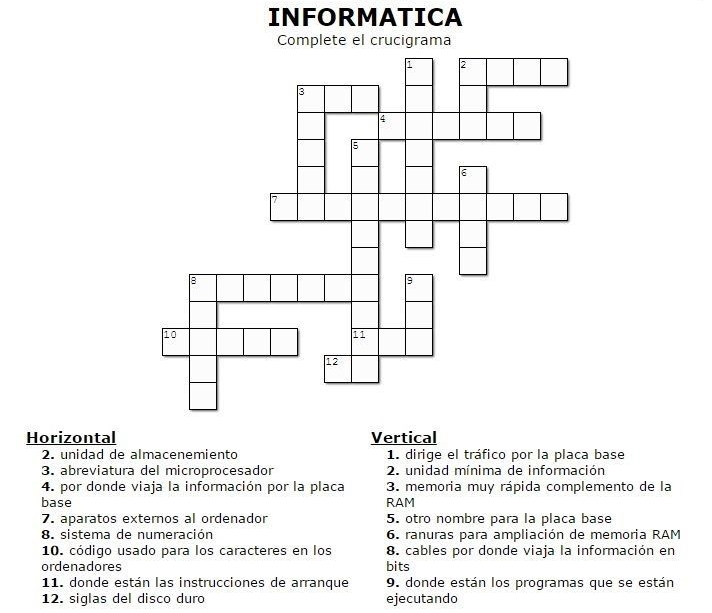 INFORMATICA
Complete el crucigrama
1
2
3
4
5
6
7
8
9
10
11
12
Horizontal
2. unidad de almacenemiento
3. abreviatura del microprocesador
4. por donde viaja la información por la placa
base
7. aparatos externos al ordenador
8. sistema de numeración
10. código usado para los caracteres en los
ordenadores
11. donde están las instrucciones de arranque
12. siglas del disco duro
Vertical
1. dirige el tráfico por la placa base
2. unidad mínima de información
3. memoria muy rápida complemento de la
RAM
5. otro nombre para la placa base
6. ranuras para ampliación de memoria RAM
8. cables por donde viaja la información en
bits
9. donde están los programas que se están
ejecutando